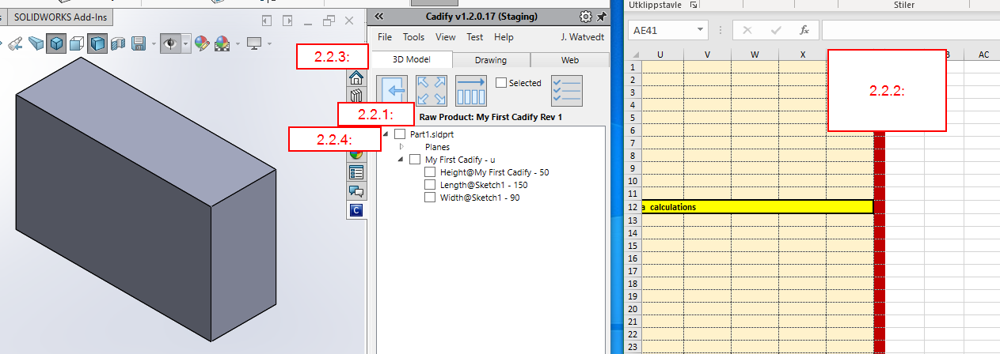 s
SOLIDWORKS Add-Ins
Cadify v1.2.0.17 (Staging)
File Tools View Test Help J. Watvedt
2.2.3:
3D Model Drawing Web
Selected
2.2.1:
Raw Product: My First Cadify Rev 1
2.2.4:
Part1.sldprt
Planes
My First Cadify - u
Height@My First Cadify - 50
Length@Sketch1 - 150
Width@Sketch1 - 90
C
Utklippstavle
Stiler
AE41
fx
U V W X B AC
2.2.2:
1
2
3
4
5
6
7
8
9
10
11
12 a calculations
13
14
15
16
17
18
19
20
21
22
23